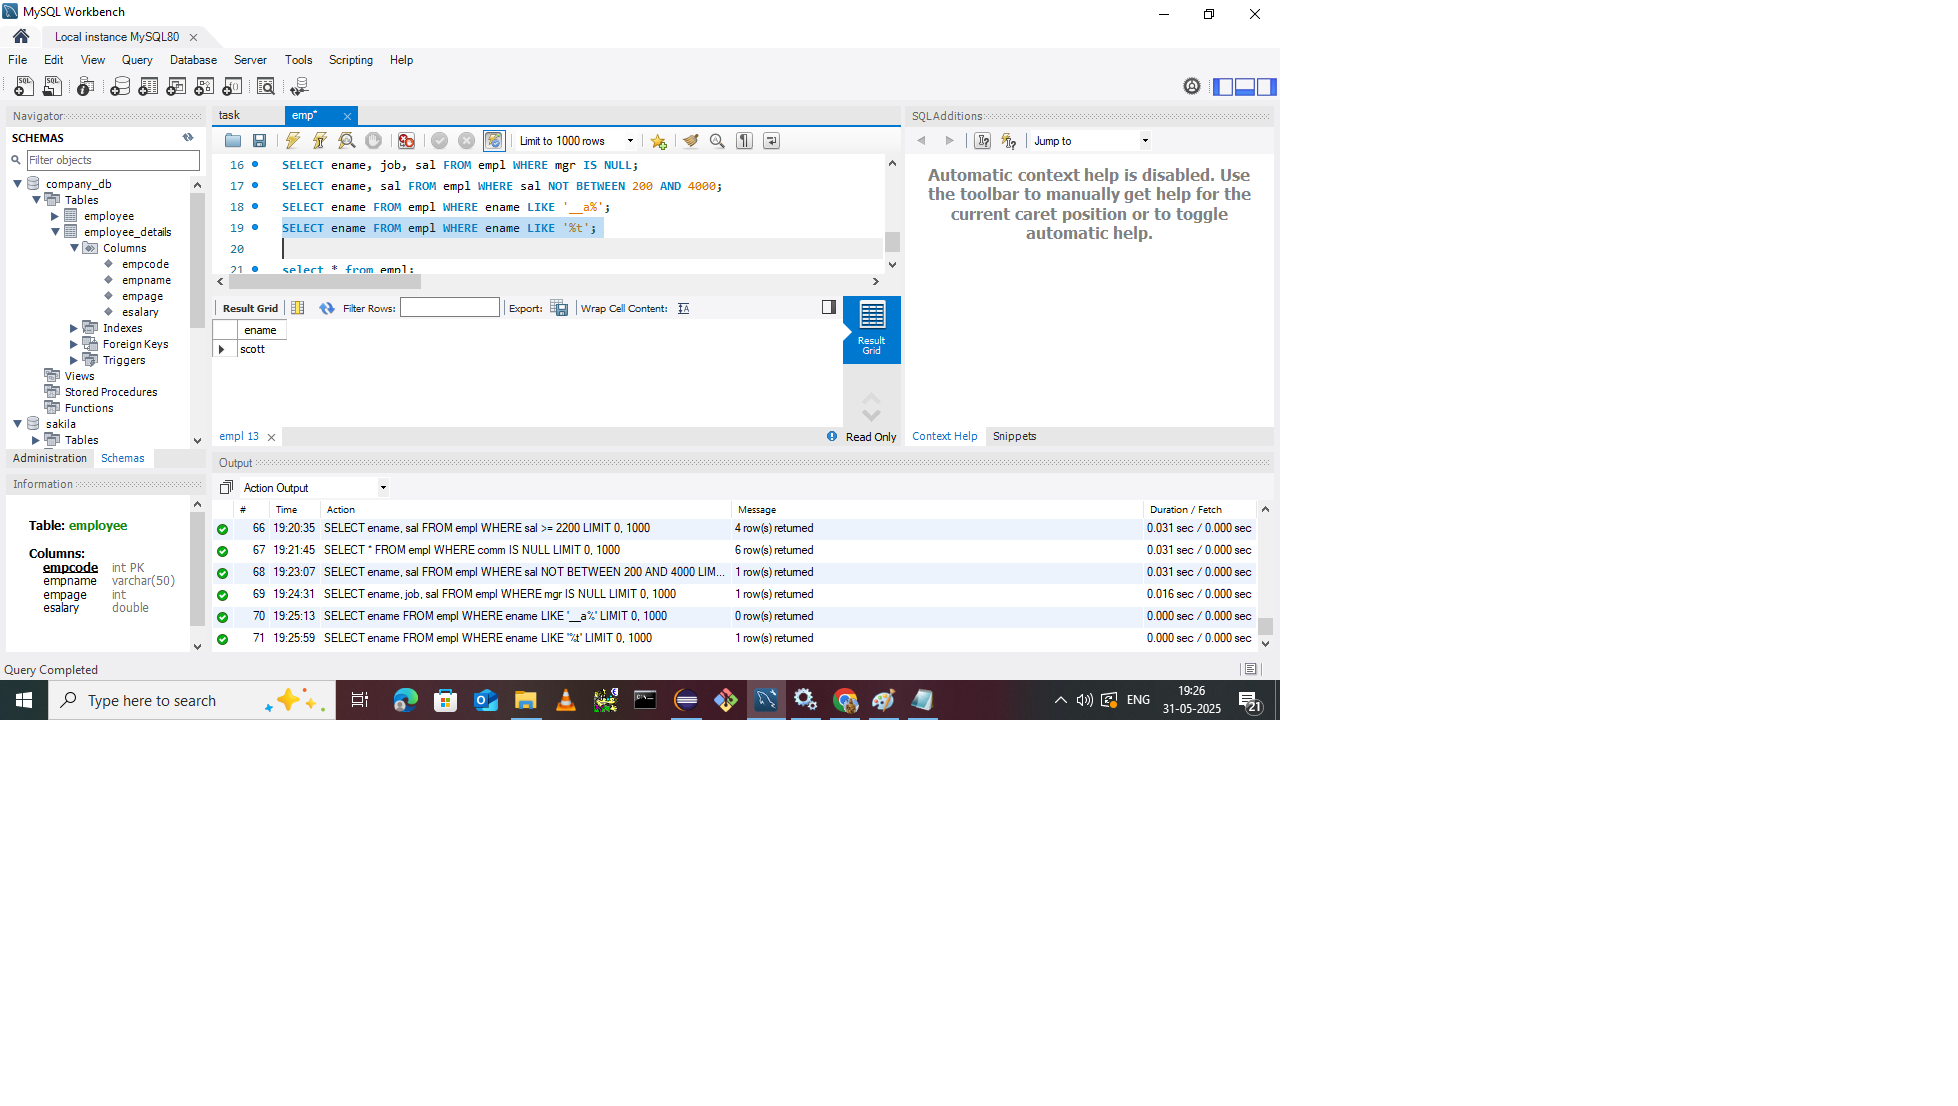 MySQL Workbench
Local instance MySQL80
File Edit View Query Database Server Tools Scripting Help
Navigator
SCHEMAS
Filter objects
company_db
Tables
employee
employee_details
Columns
empcode
empname
empage
esalary
Indexes
Foreign Keys
Triggers
Views
Stored Procedures
Functions
sakila
Tables
Administration Schemas
Information
Table: employee
Columns:
empcode int PK
empname varchar(50)
empage int
esalary double
task emp*
Limit to 1000 rows
16 SELECT ename, job, sal FROM empl WHERE mgr IS NULL;
17 SELECT ename, sal FROM empl WHERE sal NOT BETWEEN 200 AND 4000;
18 SELECT ename FROM empl WHERE ename LIKE '__a%';
19 SELECT ename FROM empl WHERE ename LIKE '%t';
20
21 select * from empl;
Result Grid Filter Rows: Export: Wrap Cell Content:
ename
scott
Result
Grid
empl 13
Read Only
SQLAdditions
Jump to
Automatic context help is disabled. Use
the toolbar to manually get help for the
current caret position or to toggle
automatic help.
Context Help Snippets
Output
Action Output
# Time Action Message Duration / Fetch
66 19:20:35 SELECT ename, sal FROM empl WHERE sal >= 2200 LIMIT 0, 1000 4 row(s) returned 0.031 sec / 0.000 sec
67 19:21:45 SELECT * FROM empl WHERE comm IS NULL LIMIT 0, 1000 6 row(s) returned 0.031 sec / 0.000 sec
68 19:23:07 SELECT ename, sal FROM empl WHERE sal NOT BETWEEN 200 AND 4000 LIM... 1 row(s) returned 0.031 sec / 0.000 sec
69 19:24:31 SELECT ename, job, sal FROM empl WHERE mgr IS NULL LIMIT 0, 1000 1 row(s) returned 0.016 sec / 0.000 sec
70 19:25:13 SELECT ename FROM empl WHERE ename LIKE '__a%' LIMIT 0, 1000 0 row(s) returned 0.000 sec / 0.000 sec
71 19:25:59 SELECT ename FROM empl WHERE ename LIKE '%t' LIMIT 0, 1000 1 row(s) returned 0.000 sec / 0.000 sec
Query Completed
Type here to search
ENG
19:26
31-05-2025
21